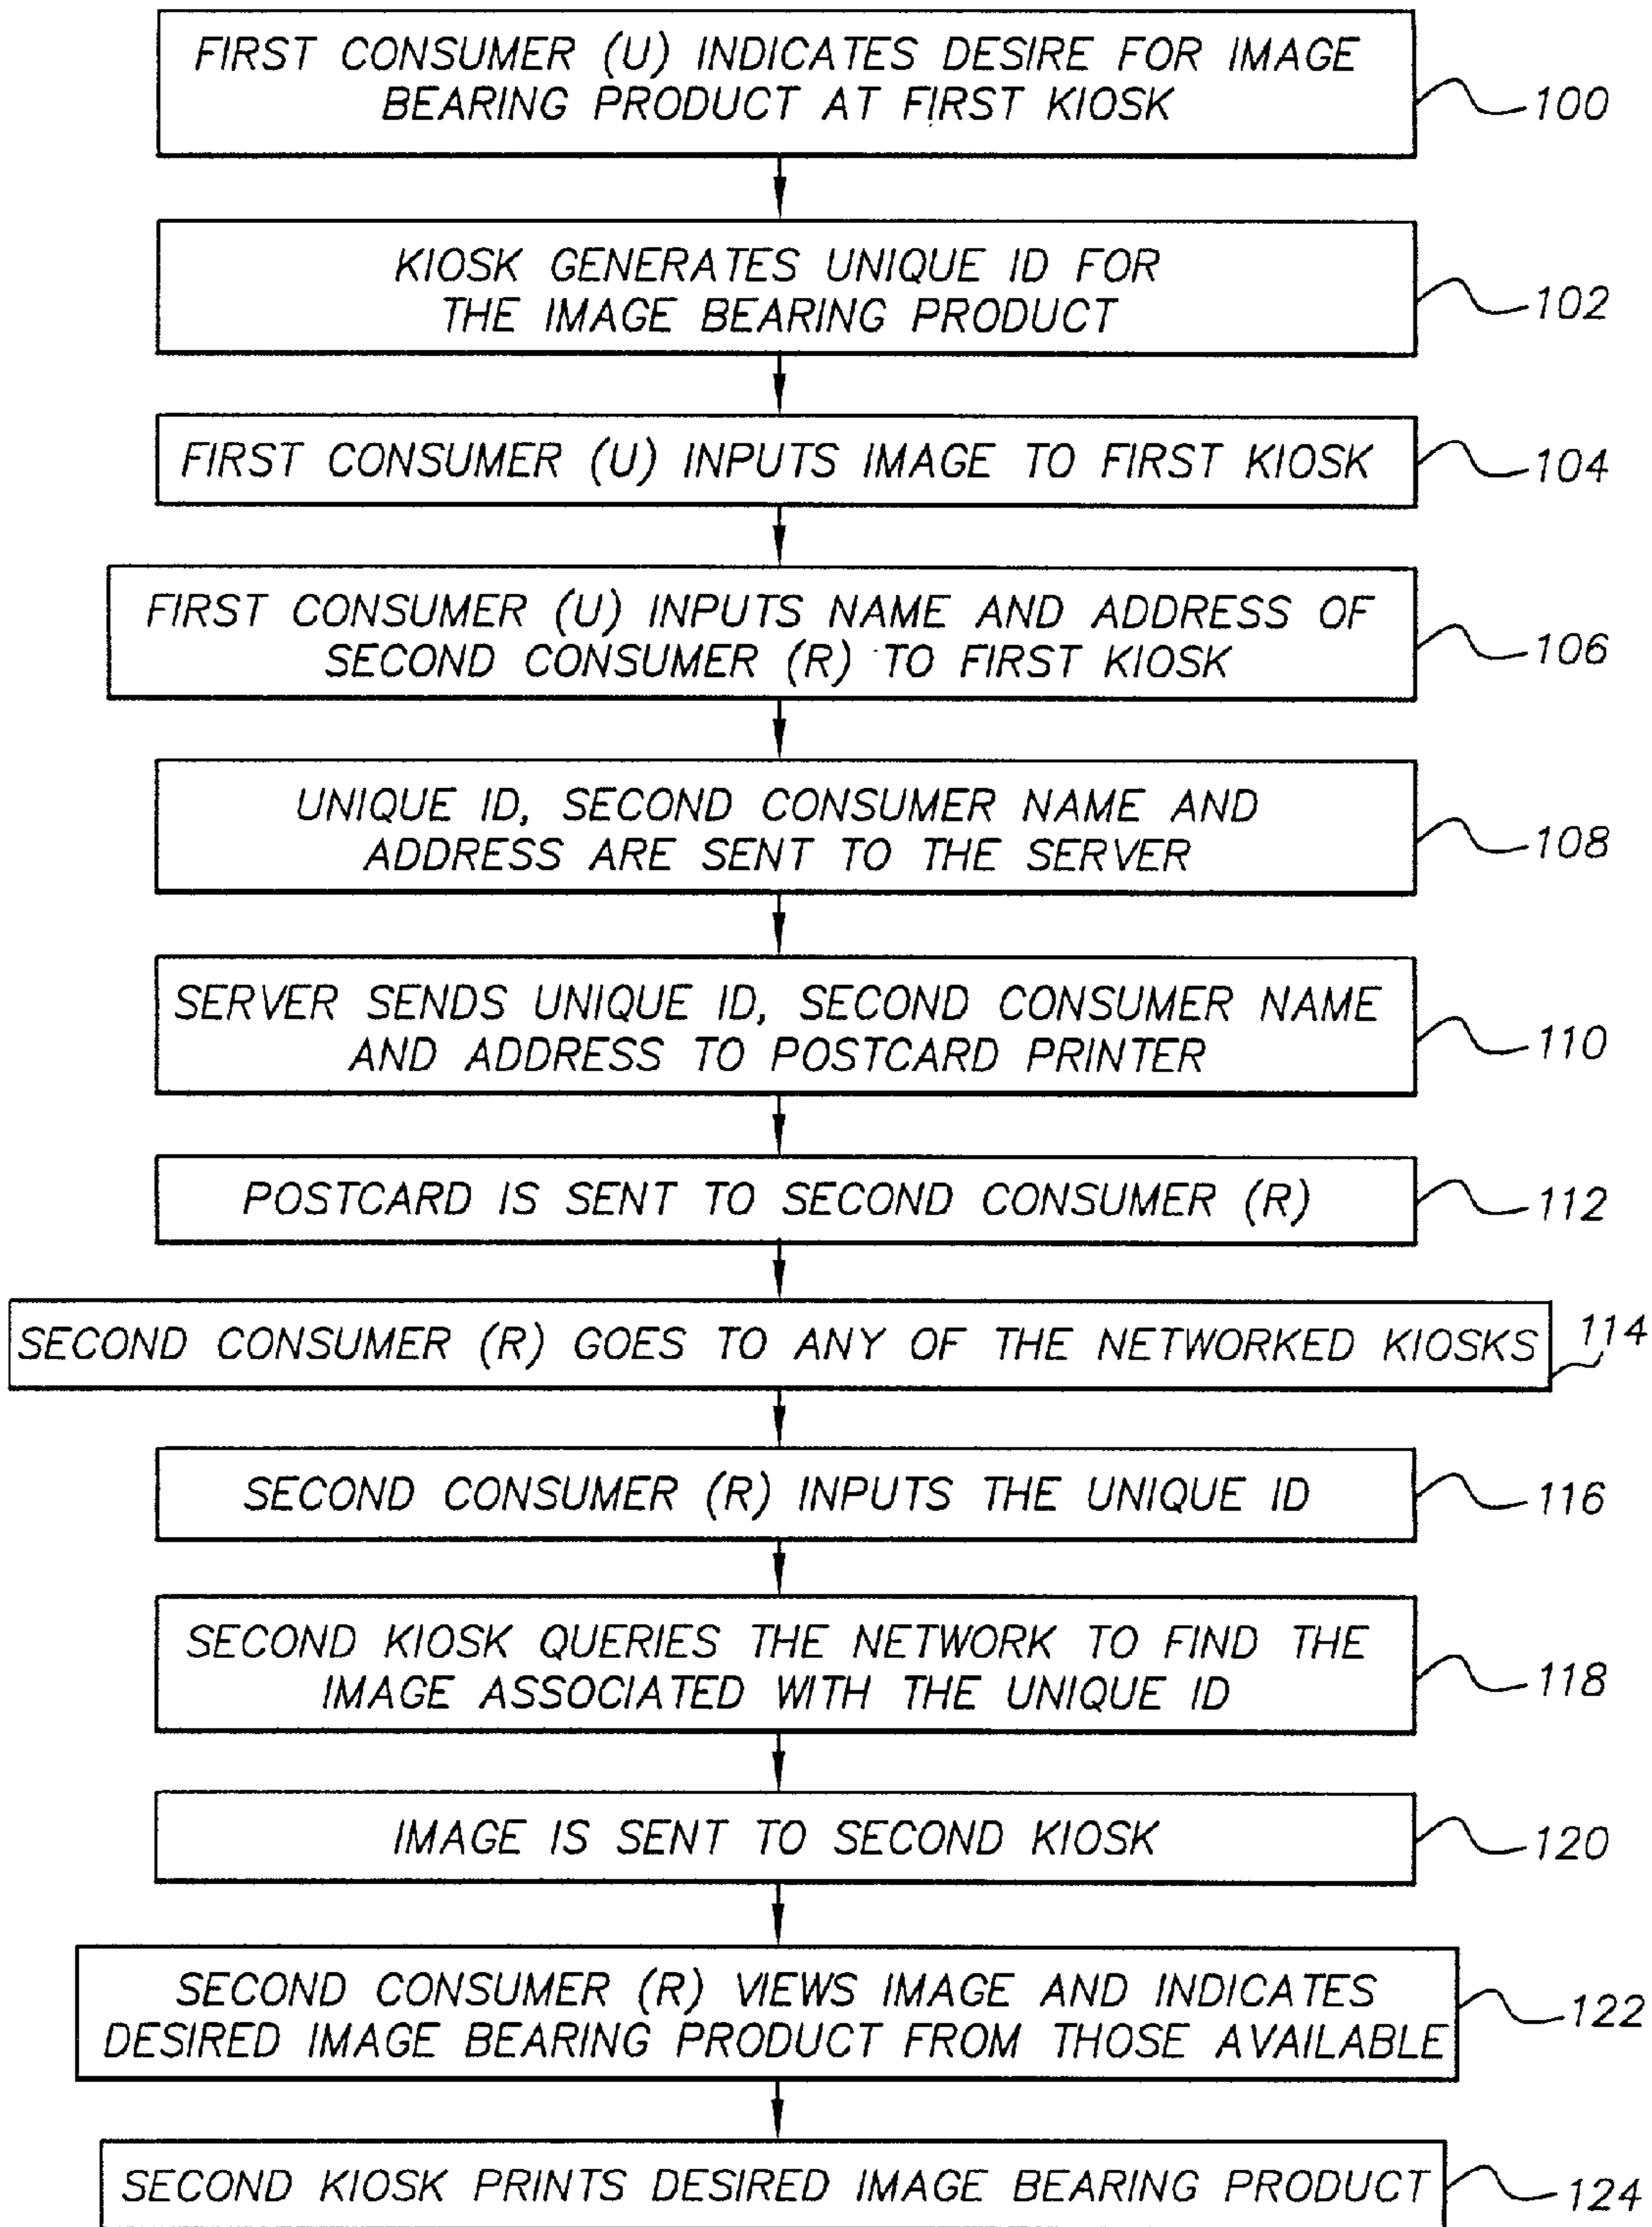 FIRST CONSUMER (U) INDICATES DESIRE FOR IMAGE
BEARING PRODUCT AT FIRST KIOSK
100
KIOSK GENERATES UNIQUE ID FOR
THE IMAGE BEARING PRODUCT
102
FIRST CONSUMER (U) INPUTS IMAGE TO FIRST KIOSK
104
FIRST CONSUMER (U) INPUTS NAME AND ADDRESS OF
SECOND CONSUMER (R) TO FIRST KIOSK
106
UNIQUE ID, SECOND CONSUMER NAME AND
ADDRESS ARE SENT TO THE SERVER
108
SERVER SENDS UNIQUE ID, SECOND CONSUMER NAME
AND ADDRESS TO POSTCARD PRINTER
110
POSTCARD IS SENT TO SECOND CONSUMER (R)
112
SECOND CONSUMER (R) GOES TO ANY OF THE NETWORKED KIOSKS
114
SECOND CONSUMER (R) INPUTS THE UNIQUE ID
116
SECOND KIOSK QUERIES THE NETWORK TO FIND THE
IMAGE ASSOCIATED WITH THE UNIQUE ID
118
IMAGE IS SENT TO SECOND KIOSK
120
SECOND CONSUMER (R) VIEWS IMAGE AND INDICATES
DESIRED IMAGE BEARING PRODUCT FROM THOSE AVAILABLE
122
SECOND KIOSK PRINTS DESIRED IMAGE BEARING PRODUCT
124